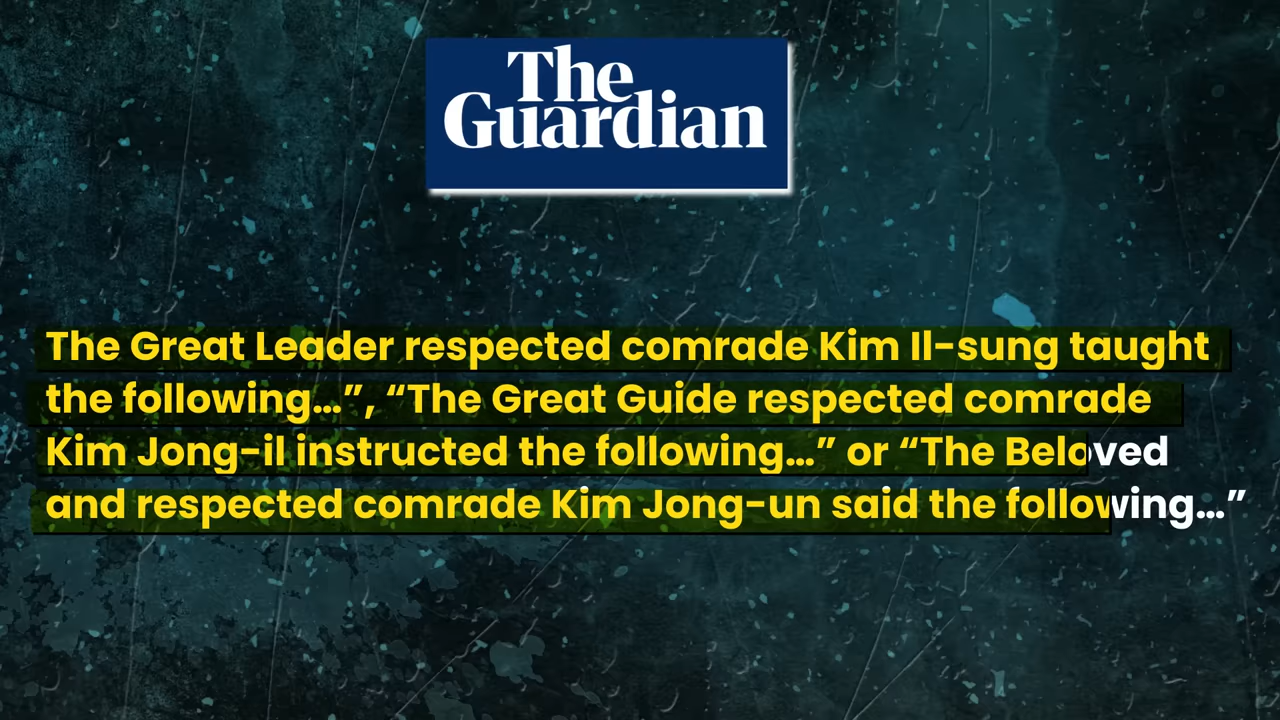 The
Guardian
The Great Leader respected comrade Kim Il-sung taught
the following…”, “The Great Guide respected comrade
Kim Jong-il instructed the following…” or “The Beloved
and respected comrade Kim Jong-un said the following…”